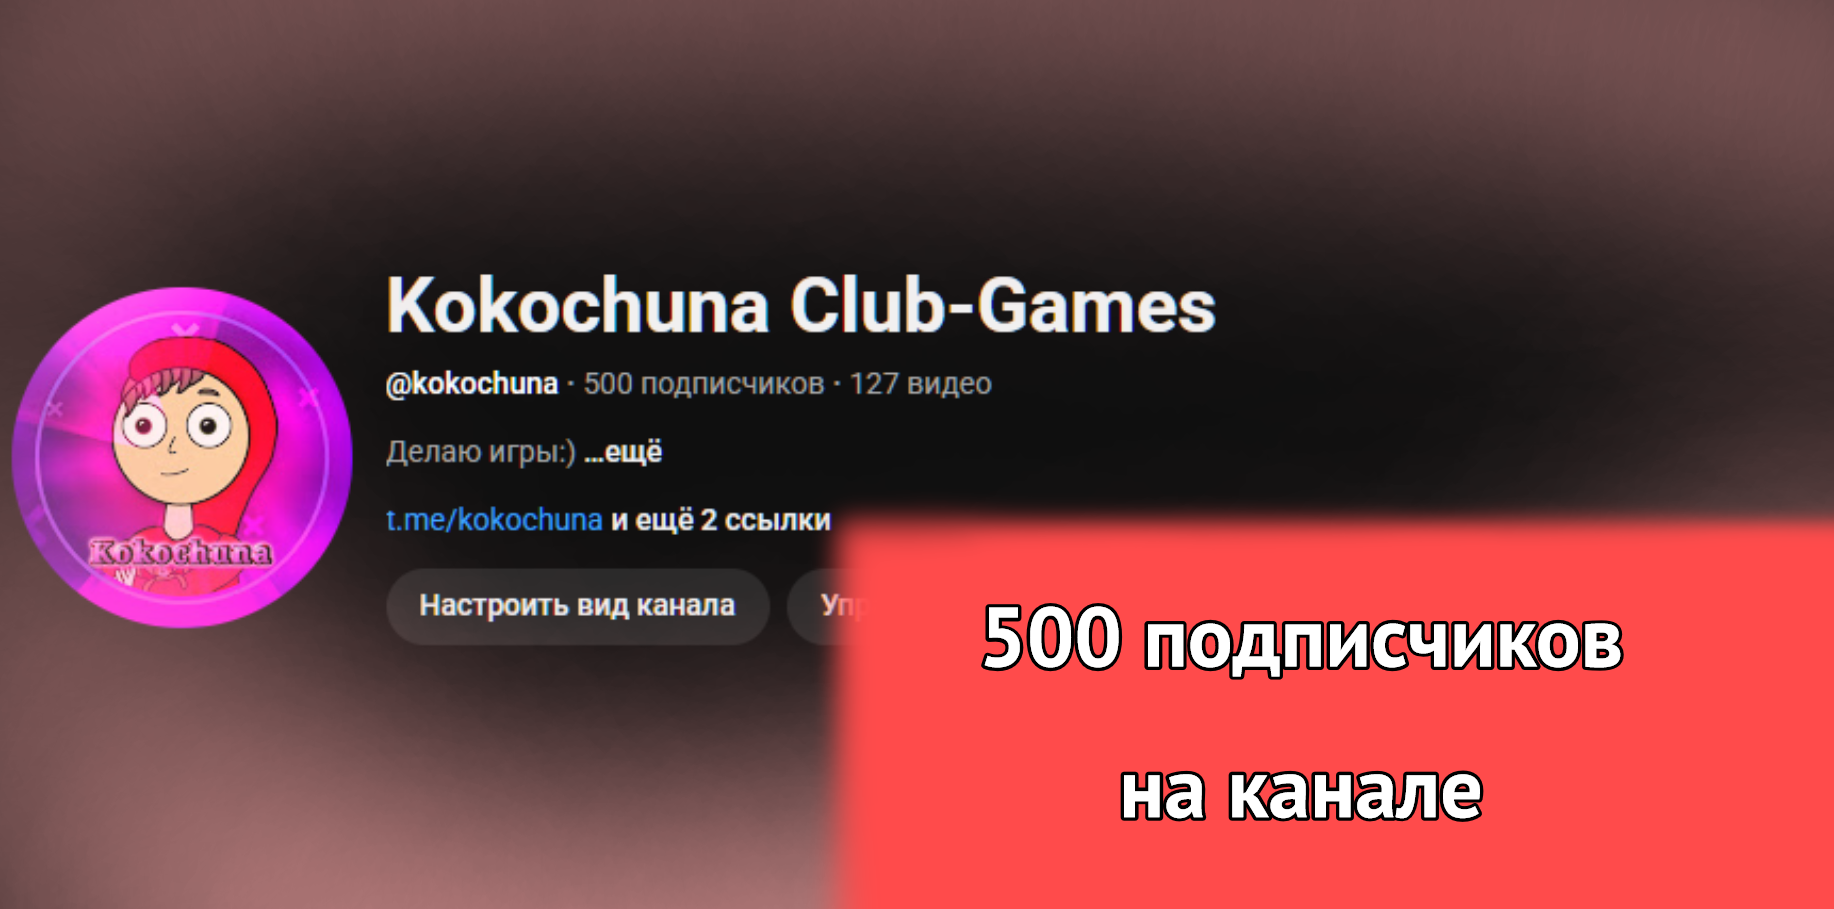 Kokochuna Club-Games
@kokochuna · 500 подписчиков · 127 видео
Делаю игры:) ...ещё
t.me/kokochuna и ещё 2 ссылки
Kokochuna
Настроить вид канала
500 подписчиков
на канале